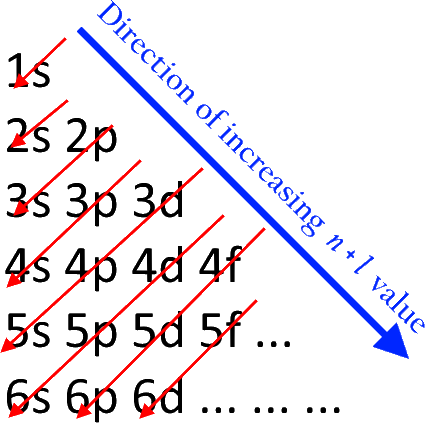 Direction of increasing n + l value
1s
2s 2p
3s 3p 3d
4s 4p 4d 4f
5s 5p 5d 5f ...
6s 6p 6d ... ... ...